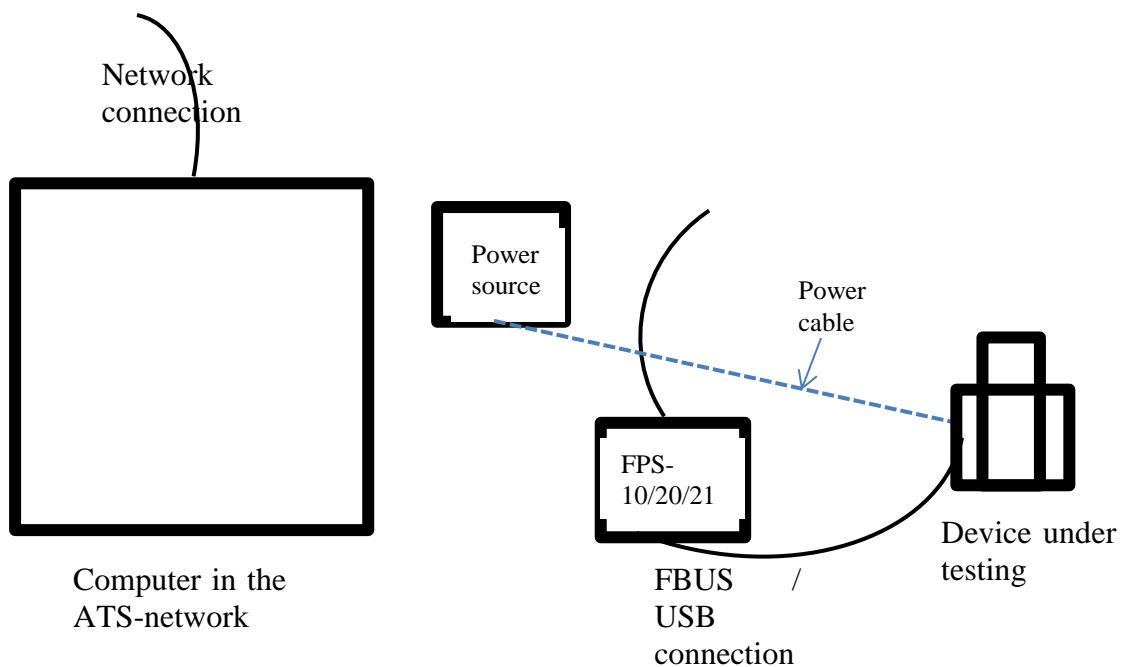 Network
connection
Power
source
Power
cable
FPS-
10/20/21
Device under
testing
Computer in the
ATS-network
FBUS /
USB
connection